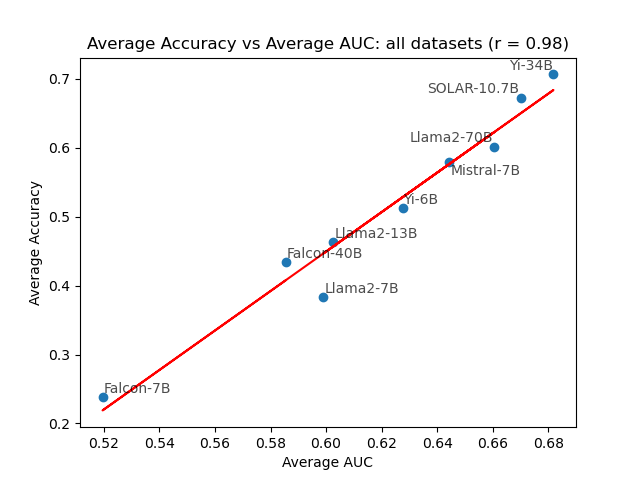 Average Accuracy vs Average AUC: all datasets (r = 0.98)
0.7
0.6
0.5
0.4
0.3
0.2
Average Accuracy
Yi-34B
SOLAR-10.7B
Llama2-70B
Mistral-7B
Yi-6B
Llama2-13B
Falcon-40B
Llama2-7B
Falcon-7B
0.52 0.54 0.56 0.58 0.60 0.62 0.64 0.66 0.68
Average AUC